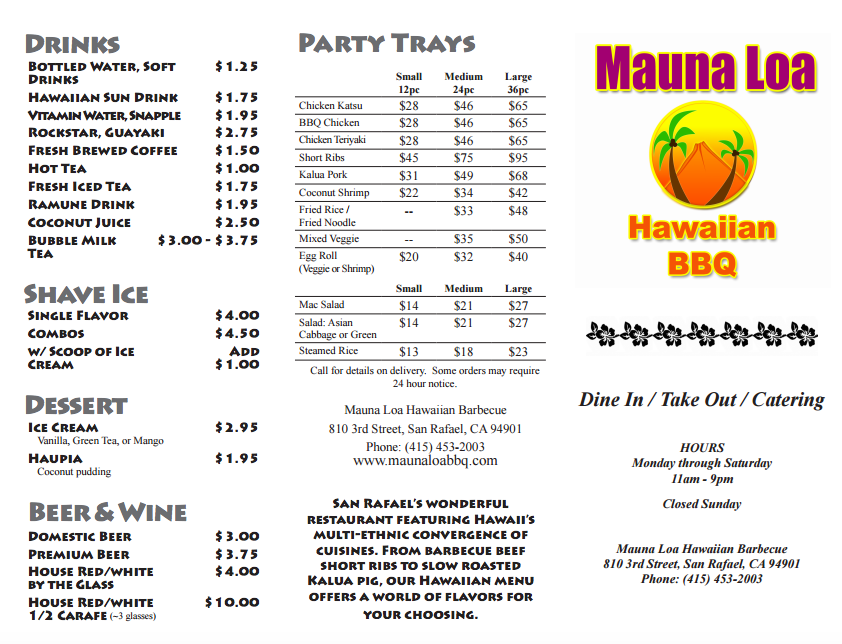 DRINKS
BOTTLED WATER, SOFT DRINKS $1.25
HAWAIIAN SUN DRINK $1.75
VITAMIN WATER, SNAPPLE $1.95
ROCKSTAR, GUAYAKI $2.75
FRESH BREWED COFFEE $1.50
HOT TEA $1.00
FRESH ICED TEA $1.75
RAMUNE DRINK $1.95
COCONUT JUICE $2.50
BUBBLE MILK TEA $3.00 - $3.75
SHAVE ICE
SINGLE FLAVOR $4.00
COMBOS $4.50
W/ SCOOP OF ICE CREAM ADD $1.00
DESSERT
ICE CREAM $2.95
Vanilla, Green Tea, or Mango
HAUPIA $1.95
Coconut pudding
BEER & WINE
DOMESTIC BEER $3.00
PREMIUM BEER $3.75
HOUSE RED/WHITE BY THE GLASS $4.00
HOUSE RED/WHITE 1/2 CARAFE (~3 glasses) $10.00
PARTY TRAYS
Small 12pc Medium 24pc Large 36pc
Chicken Katsu $28 $46 $65
BBQ Chicken $28 $46 $65
Chicken Teriyaki $28 $46 $65
Short Ribs $45 $75 $95
Kalua Pork $31 $49 $68
Coconut Shrimp $22 $34 $42
Fried Rice / Fried Noodle -- $33 $48
Mixed Veggie -- $35 $50
Egg Roll (Veggie or Shrimp) $20 $32 $40
Small Medium Large
Mac Salad $14 $21 $27
Salad: Asian Cabbage or Green $14 $21 $27
Steamed Rice $13 $18 $23
Call for details on delivery. Some orders may require
24 hour notice.
Mauna Loa Hawaiian Barbecue
810 3rd Street, San Rafael, CA 94901
Phone: (415) 453-2003
www.maunaloabbq.com
SAN RAFAEL'S WONDERFUL
RESTAURANT FEATURING HAWAII'S
MULTI-ETHNIC CONVERGENCE OF
CUISINES. FROM BARBECUE BEEF
SHORT RIBS TO SLOW ROASTED
KALUA PIG, OUR HAWAIIAN MENU
OFFERS A WORLD OF FLAVORS FOR
YOUR CHOOSING.
Mauna Loa
Hawaiian
BBQ
Dine In / Take Out / Catering
HOURS
Monday through Saturday
11am - 9pm
Closed Sunday
Mauna Loa Hawaiian Barbecue
810 3rd Street, San Rafael, CA 94901
Phone: (415) 453-2003